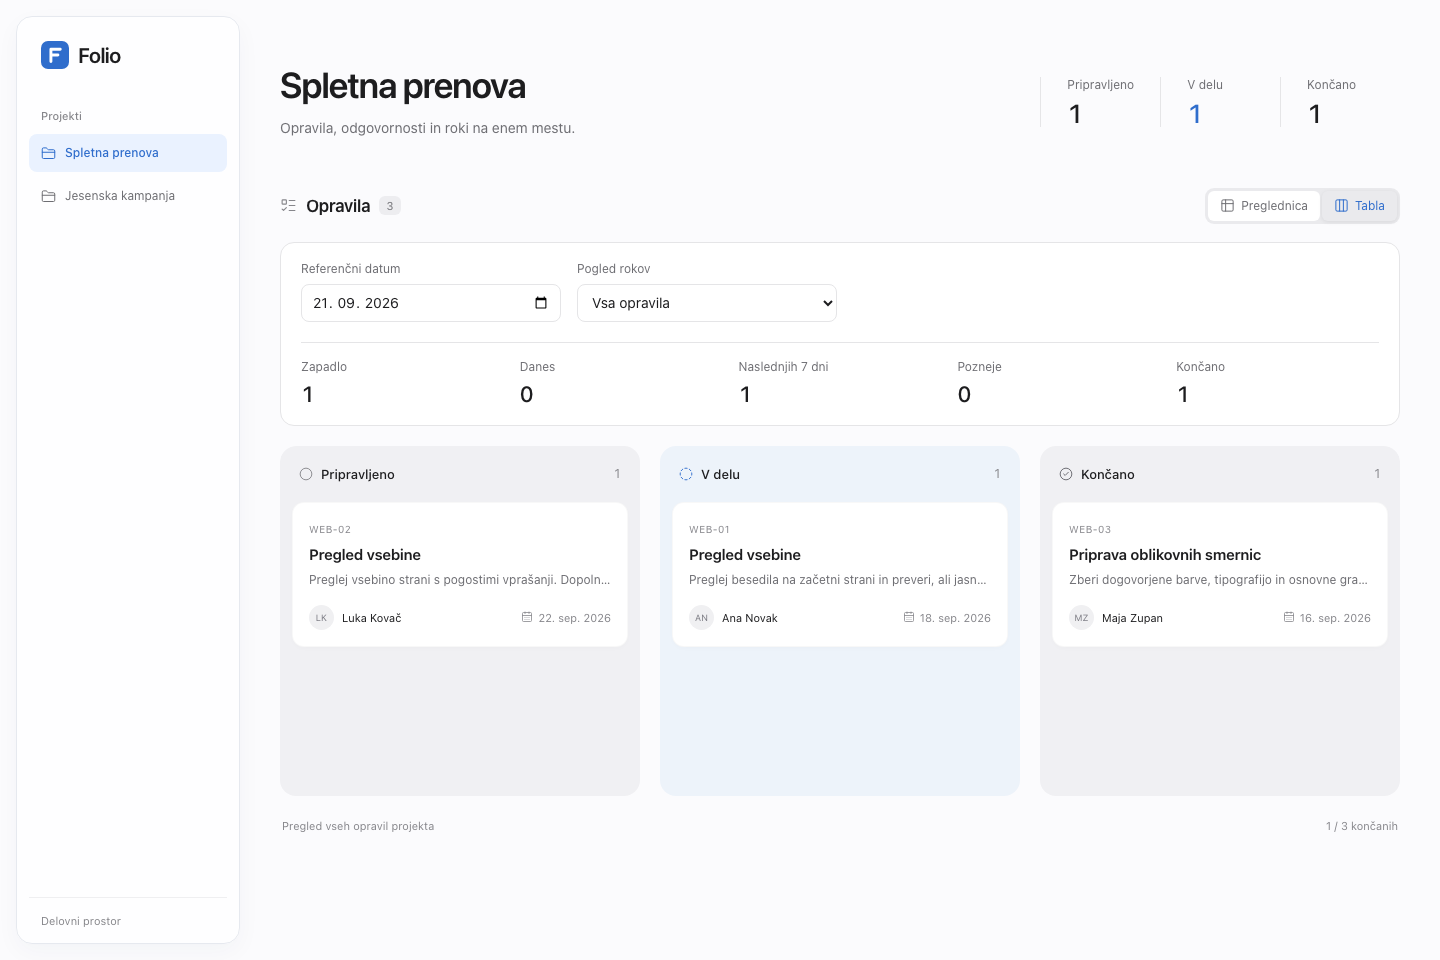 Folio
Projekti
Spletna prenova
Jesenska kampanja
Delovni prostor
Spletna prenova
Opravila, odgovornosti in roki na enem mestu.
Pripravljeno
1
V delu
1
Končano
1
Opravila 3
Preglednica
Tabla
Referenčni datum
21. 09. 2026
Pogled rokov
Vsa opravila
Zapadlo
1
Danes
0
Naslednjih 7 dni
1
Pozneje
0
Končano
1
Pripravljeno 1
WEB-02
Pregled vsebine
Preglej vsebino strani s pogostimi vprašanji. Dopoln...
LK Luka Kovač 22. sep. 2026
V delu 1
WEB-01
Pregled vsebine
Preglej besedila na začetni strani in preveri, ali jasn...
AN Ana Novak 18. sep. 2026
Končano 1
WEB-03
Priprava oblikovnih smernic
Zberi dogovorjene barve, tipografijo in osnovne gra...
MZ Maja Zupan 16. sep. 2026
Pregled vseh opravil projekta
1 / 3 končanih